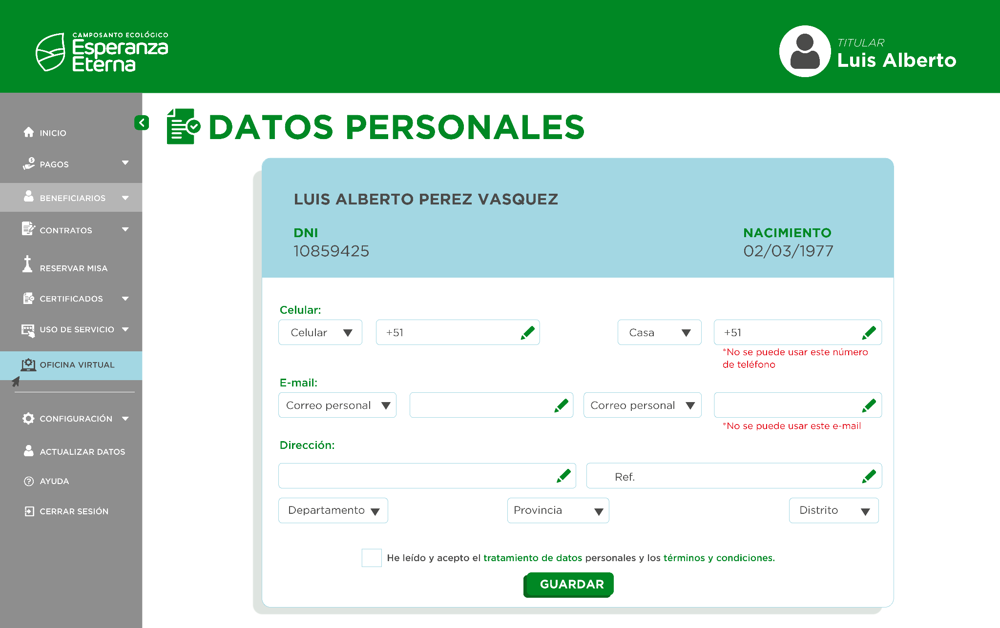 CAMPOSANTO ECOLÓGICO
Esperanza
Eterna
TITULAR
Luis Alberto
INICIO
PAGOS
BENEFICIARIOS
CONTRATOS
RESERVAR MISA
CERTIFICADOS
USO DE SERVICIO
OFICINA VIRTUAL
CONFIGURACIÓN
ACTUALIZAR DATOS
AYUDA
CERRAR SESIÓN
DATOS PERSONALES
LUIS ALBERTO PEREZ VASQUEZ
DNI
10859425
NACIMIENTO
02/03/1977
Celular:
Celular
+51
Casa
+51
*No se puede usar este número
de teléfono
E-mail:
Correo personal
Correo personal
*No se puede usar este e-mail
Dirección:
Ref.
Departamento
Provincia
Distrito
He leído y acepto el tratamiento de datos personales y los términos y condiciones.
GUARDAR